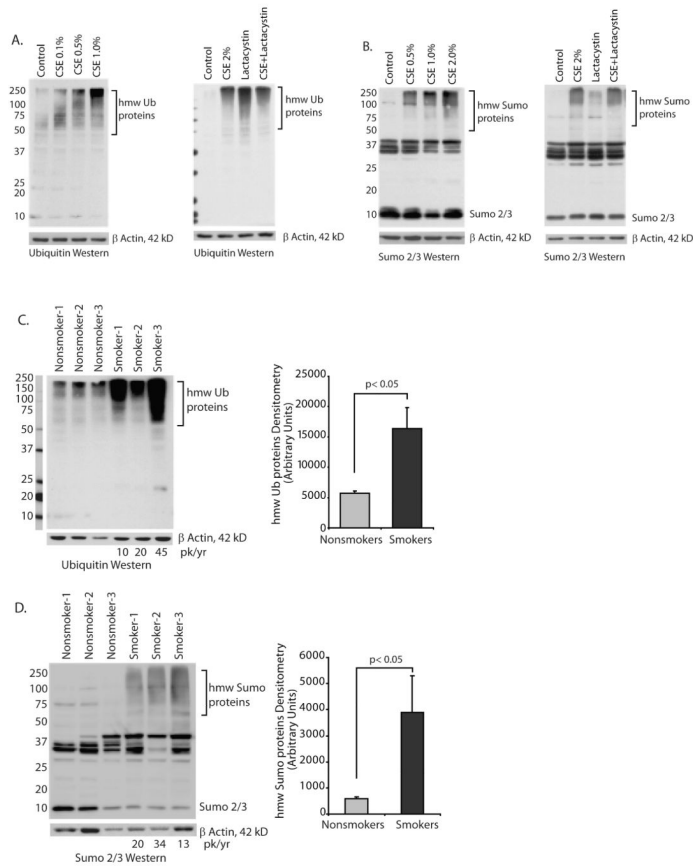 A.
Control
CSE 0.1%
CSE 0.5%
CSE 1.0%
250
150
100
75
50
37
25
20
10
hmw Ub
proteins
β Actin, 42 kD
Ubiquitin Western
Control
CSE 2%
Lactacystin
CSE+Lactacystin
hmw Ub
proteins
β Actin, 42 kD
Ubiquitin Western
B.
Control
CSE 0.5%
CSE 1.0%
CSE 2.0%
250
150
100
75
50
37
25
15
10
hmw Sumo
proteins
Sumo 2/3
β Actin, 42 kD
Sumo 2/3 Western
Control
CSE 2%
Lactacystin
CSE+Lactacystin
hmw Sumo
proteins
Sumo 2/3
β Actin, 42 kD
Sumo 2/3 Western
C.
Nonsmoker-1
Nonsmoker-2
Nonsmoker-3
Smoker-1
Smoker-2
Smoker-3
250
150
100
75
50
37
25
20
10
hmw Ub
proteins
β Actin, 42 kD
10 20 45 pk/yr
Ubiquitin Western
hmw Ub proteins Densitometry
(Arbitrary Units)
25000
20000
15000
10000
5000
0
p< 0.05
Nonsmokers Smokers
D.
Nonsmoker-1
Nonsmoker-2
Nonsmoker-3
Smoker-1
Smoker-2
Smoker-3
250
100
75
50
37
25
10
hmw Sumo
proteins
Sumo 2/3
β Actin, 42 kD
20 34 13 pk/yr
Sumo 2/3 Western
hmw Sumo proteins Densitometry
(Arbitrary Units)
6000
5000
4000
3000
2000
1000
0
p< 0.05
Nonsmokers Smokers